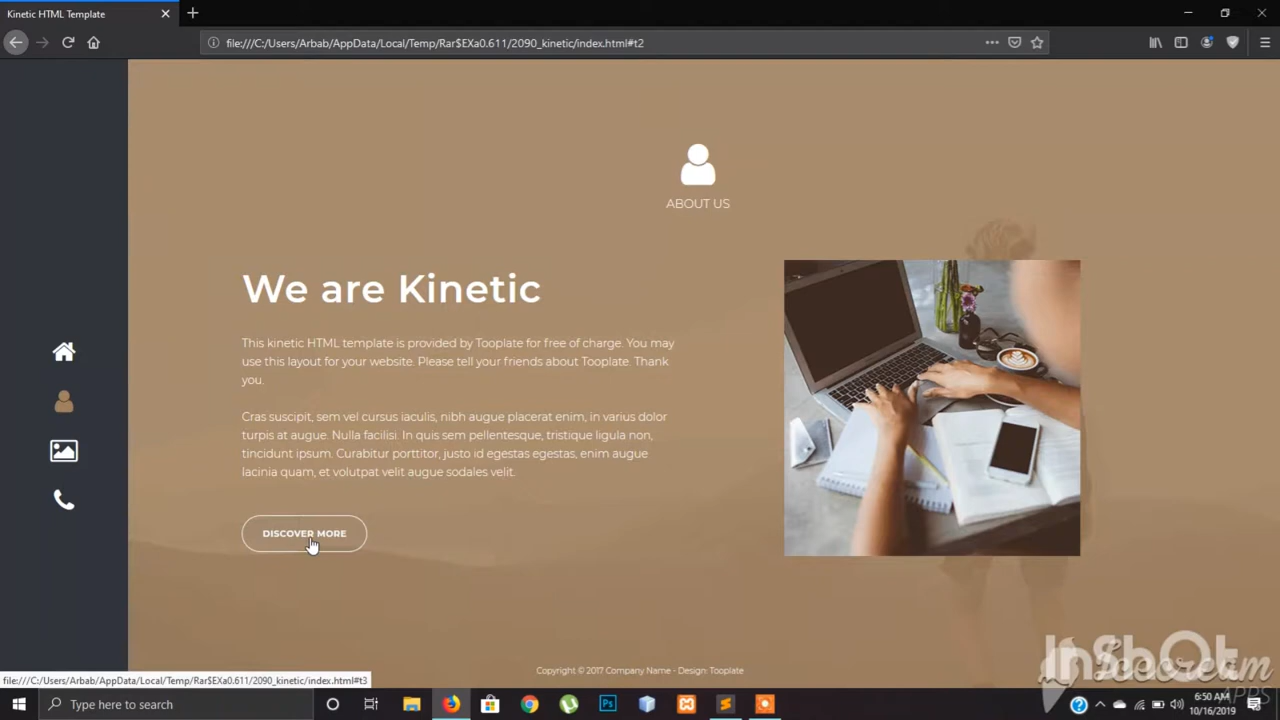 Kinetic HTML Template
file:///C:/Users/Arbab/AppData/Local/Temp/Rar$EXa0.611/2090_kinetic/index.html#t2
ABOUT US
We are Kinetic
This kinetic HTML template is provided by Tooplate for free of charge. You may
use this layout for your website. Please tell your friends about Tooplate. Thank
you.
Cras suscipit, sem vel cursus iaculis, nibh augue placerat enim, in varius dolor
turpis at augue. Nulla facilisi. In quis sem pellentesque, tristique ligula non,
tincidunt ipsum. Curabitur porttitor, justo id egestas egestas, enim augue
lacinia quam, et volutpat velit augue sodales velit.
DISCOVER MORE
Copyright © 2017 Company Name - Design: Tooplate
InShOt
Icecream
APPS
file:///C:/Users/Arbab/AppData/Local/Temp/Rar$EXa0.611/2090_kinetic/index.html#t3
Type here to search
Ps
6:50 AM
10/16/2019